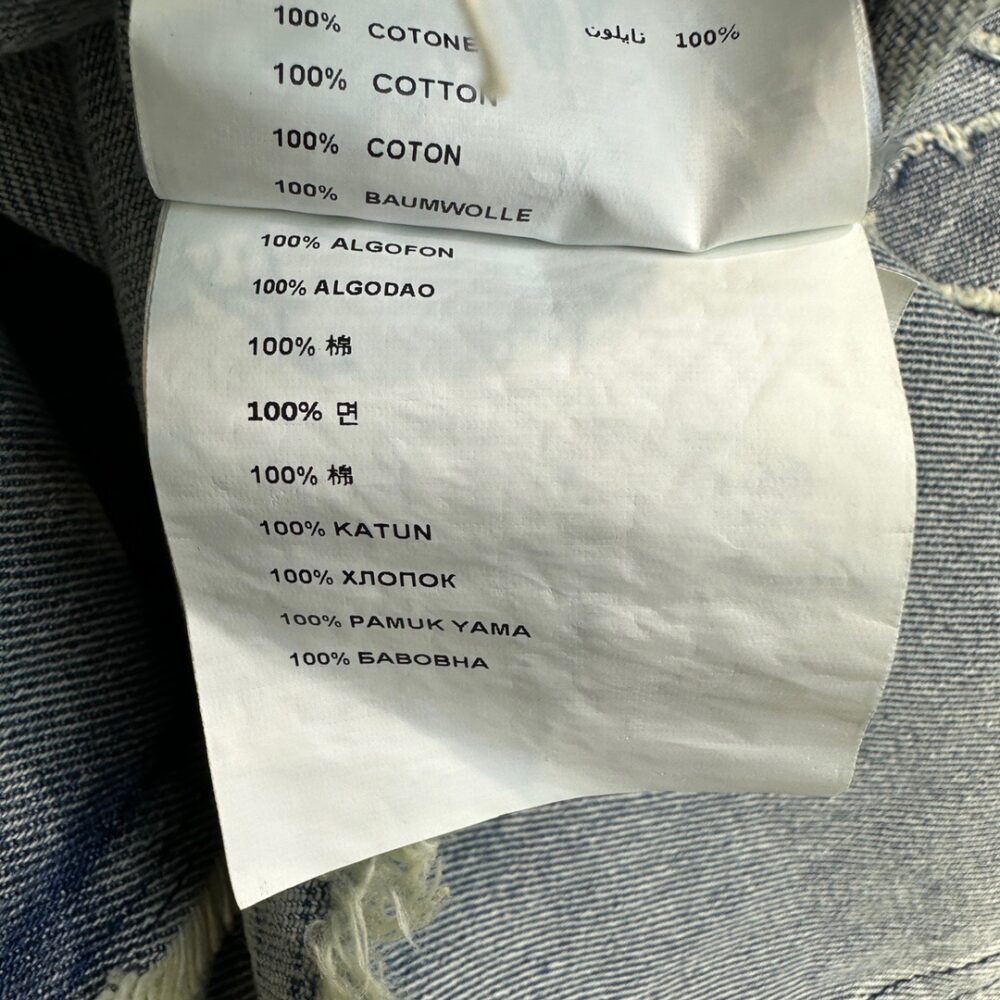 100% COTONE
نايلون 100%
100% COTTON
100% COTON
100% BAUMWOLLE
100% ALGOFON
100% ALGODAO
100% 棉
100% 면
100% 棉
100% KATUN
100% ХЛОПОК
100% PAMUK YAMA
100% БАВОВНА